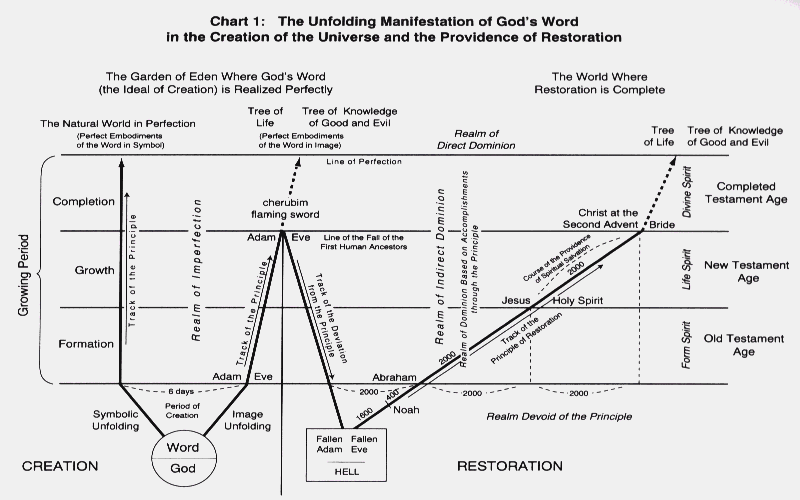 Chart 1: The Unfolding Manifestation of God's Word
in the Creation of the Universe and the Providence of Restoration
The Garden of Eden Where God's Word
(the Ideal of Creation) is Realized Perfectly
The World Where
Restoration is Complete
The Natural World in Perfection
(Perfect Embodiments
of the Word in Symbol)
Tree of
Life
Tree of Knowledge
of Good and Evil
(Perfect Embodiments
of the Word in Image)
Realm of
Direct Dominion
Tree
of Life
Tree of Knowledge
of Good and Evil
Line of Perfection
Growing Period
Completion
Growth
Formation
Track of the Principle
Realm of Imperfection
cherubim
flaming sword
Adam Eve
Line of the Fall of the
First Human Ancestors
Track of the Principle
Track of the Deviation
from the Principle
Realm of Indirect Dominion
Realm of Dominion Based on Accomplishments
through the Principle
Christ at the
Second Advent
Bride
Course of the Providence
of Spiritual Salvation
2000
Jesus
Holy Spirit
Track of the
Principle of Restoration
2000
Divine Spirit
Life Spirit
Form Spirit
Completed
Testament Age
New Testament
Age
Old Testament
Age
Adam Eve
Abraham
6 days
2000
2000
2000
400
1600
Noah
Symbolic
Unfolding
Period of
Creation
Image
Unfolding
Realm Devoid of the Principle
Word
God
Fallen Adam
Fallen Eve
HELL
CREATION
RESTORATION